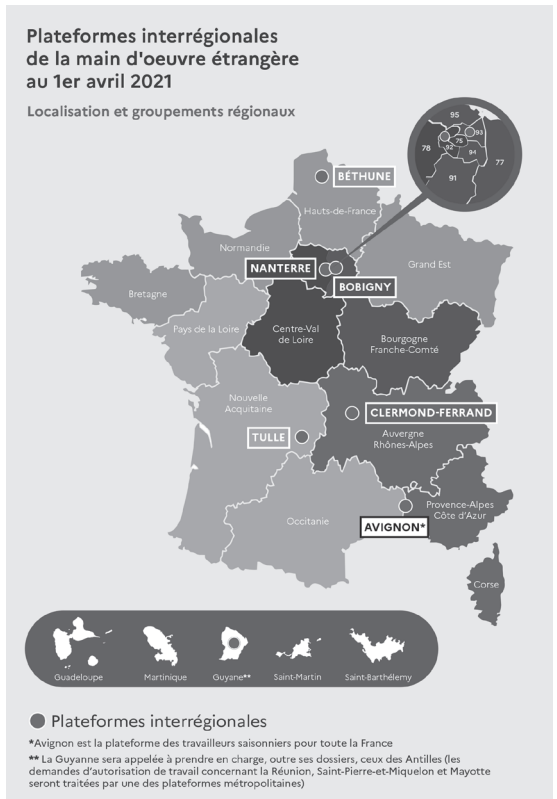 Plateformes interrégionales
de la main d'oeuvre étrangère
au 1er avril 2021
Localisation et groupements régionaux
95
93
78
92
75
94
77
91
BÉTHUNE
Hauts-de-France
Normandie
Grand Est
NANTERRE
BOBIGNY
Bretagne
Pays de la Loire
Centre-Val
de Loire
Bourgogne
Franche-Comté
Nouvelle
Acquitaine
CLERMOND-FERRAND
TULLE
Auvergne
Rhônes-Alpes
Provence-Alpes
Côte d'Azur
Occitanie
AVIGNON*
Corse
Guadeloupe
Martinique
Guyane**
Saint-Martin
Saint-Barthélemy
Plateformes interrégionales
*Avignon est la plateforme des travailleurs saisonniers pour toute la France
** La Guyanne sera appelée à prendre en charge, outre ses dossiers, ceux des Antilles (les
demandes d'autorisation de travail concernant la Réunion, Saint-Pierre-et-Miquelon et Mayotte
seront traitées par une des plateformes métropolitaines)